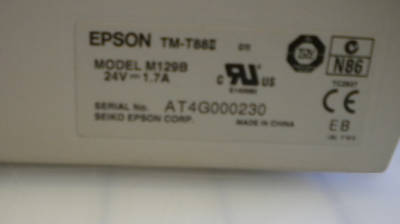 EPSON TM-T88II
MODEL M129B
24V 1.7A
SERIAL No. AT4G000230
SEIKO EPSON CORP. MADE IN CHINA
N86
CE
EB